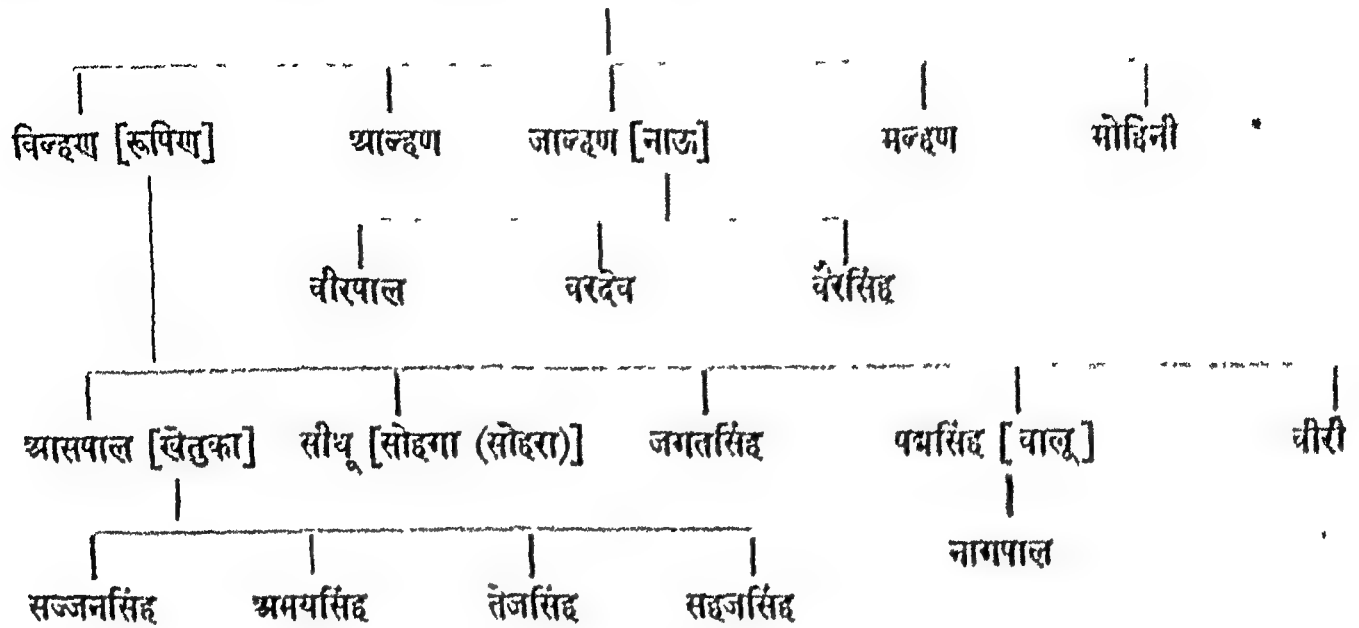 विल्हण [रूपिण] आल्हण जाल्हण [नाऊ] मल्हण मोहिनी
वीरपाल वरदेव वैरसिंह
आसपाल [खेतुका] सीधू [सोहगा (सोहरा)] जगतसिंह पद्मसिंह [वालू] वीरी
नागपाल
सज्जनसिंह अभयसिंह तेजसिंह सहजसिंह